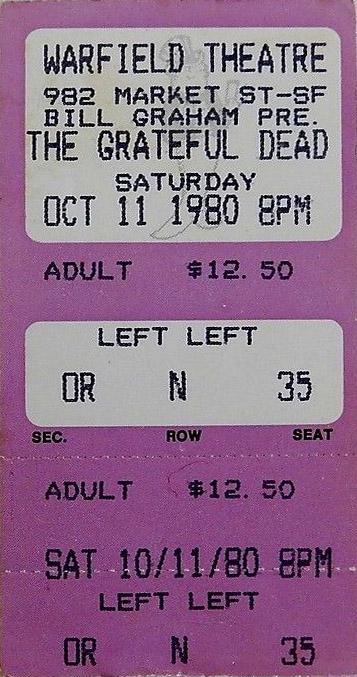 WARFIELD THEATRE
982 MARKET ST-SF
BILL GRAHAM PRE.
THE GRATEFUL DEAD
SATURDAY
OCT 11 1980 8PM
ADULT $12.50
LEFT LEFT
OR N 35
SEC. ROW SEAT
ADULT $12.50
SAT 10/11/80 8PM
LEFT LEFT
OR N 35